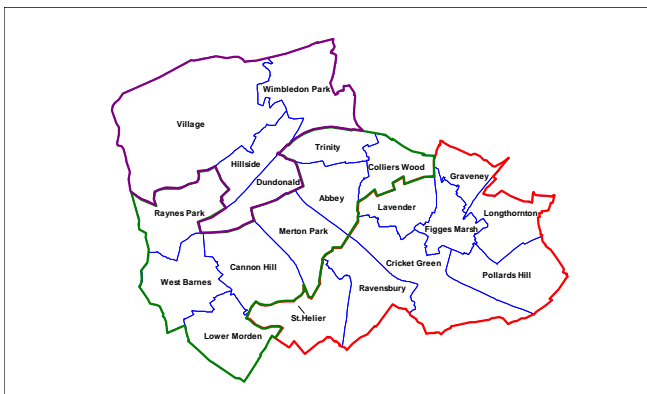 Wimbledon Park
Village
Trinity
Hillside
Colliers Wood
Graveney
Dundonald
Abbey
Lavender
Raynes Park
Longthornton
Merton Park
Figges Marsh
Cannon Hill
Cricket Green
Pollards Hill
West Barnes
Ravensbury
St.Helier
Lower Morden